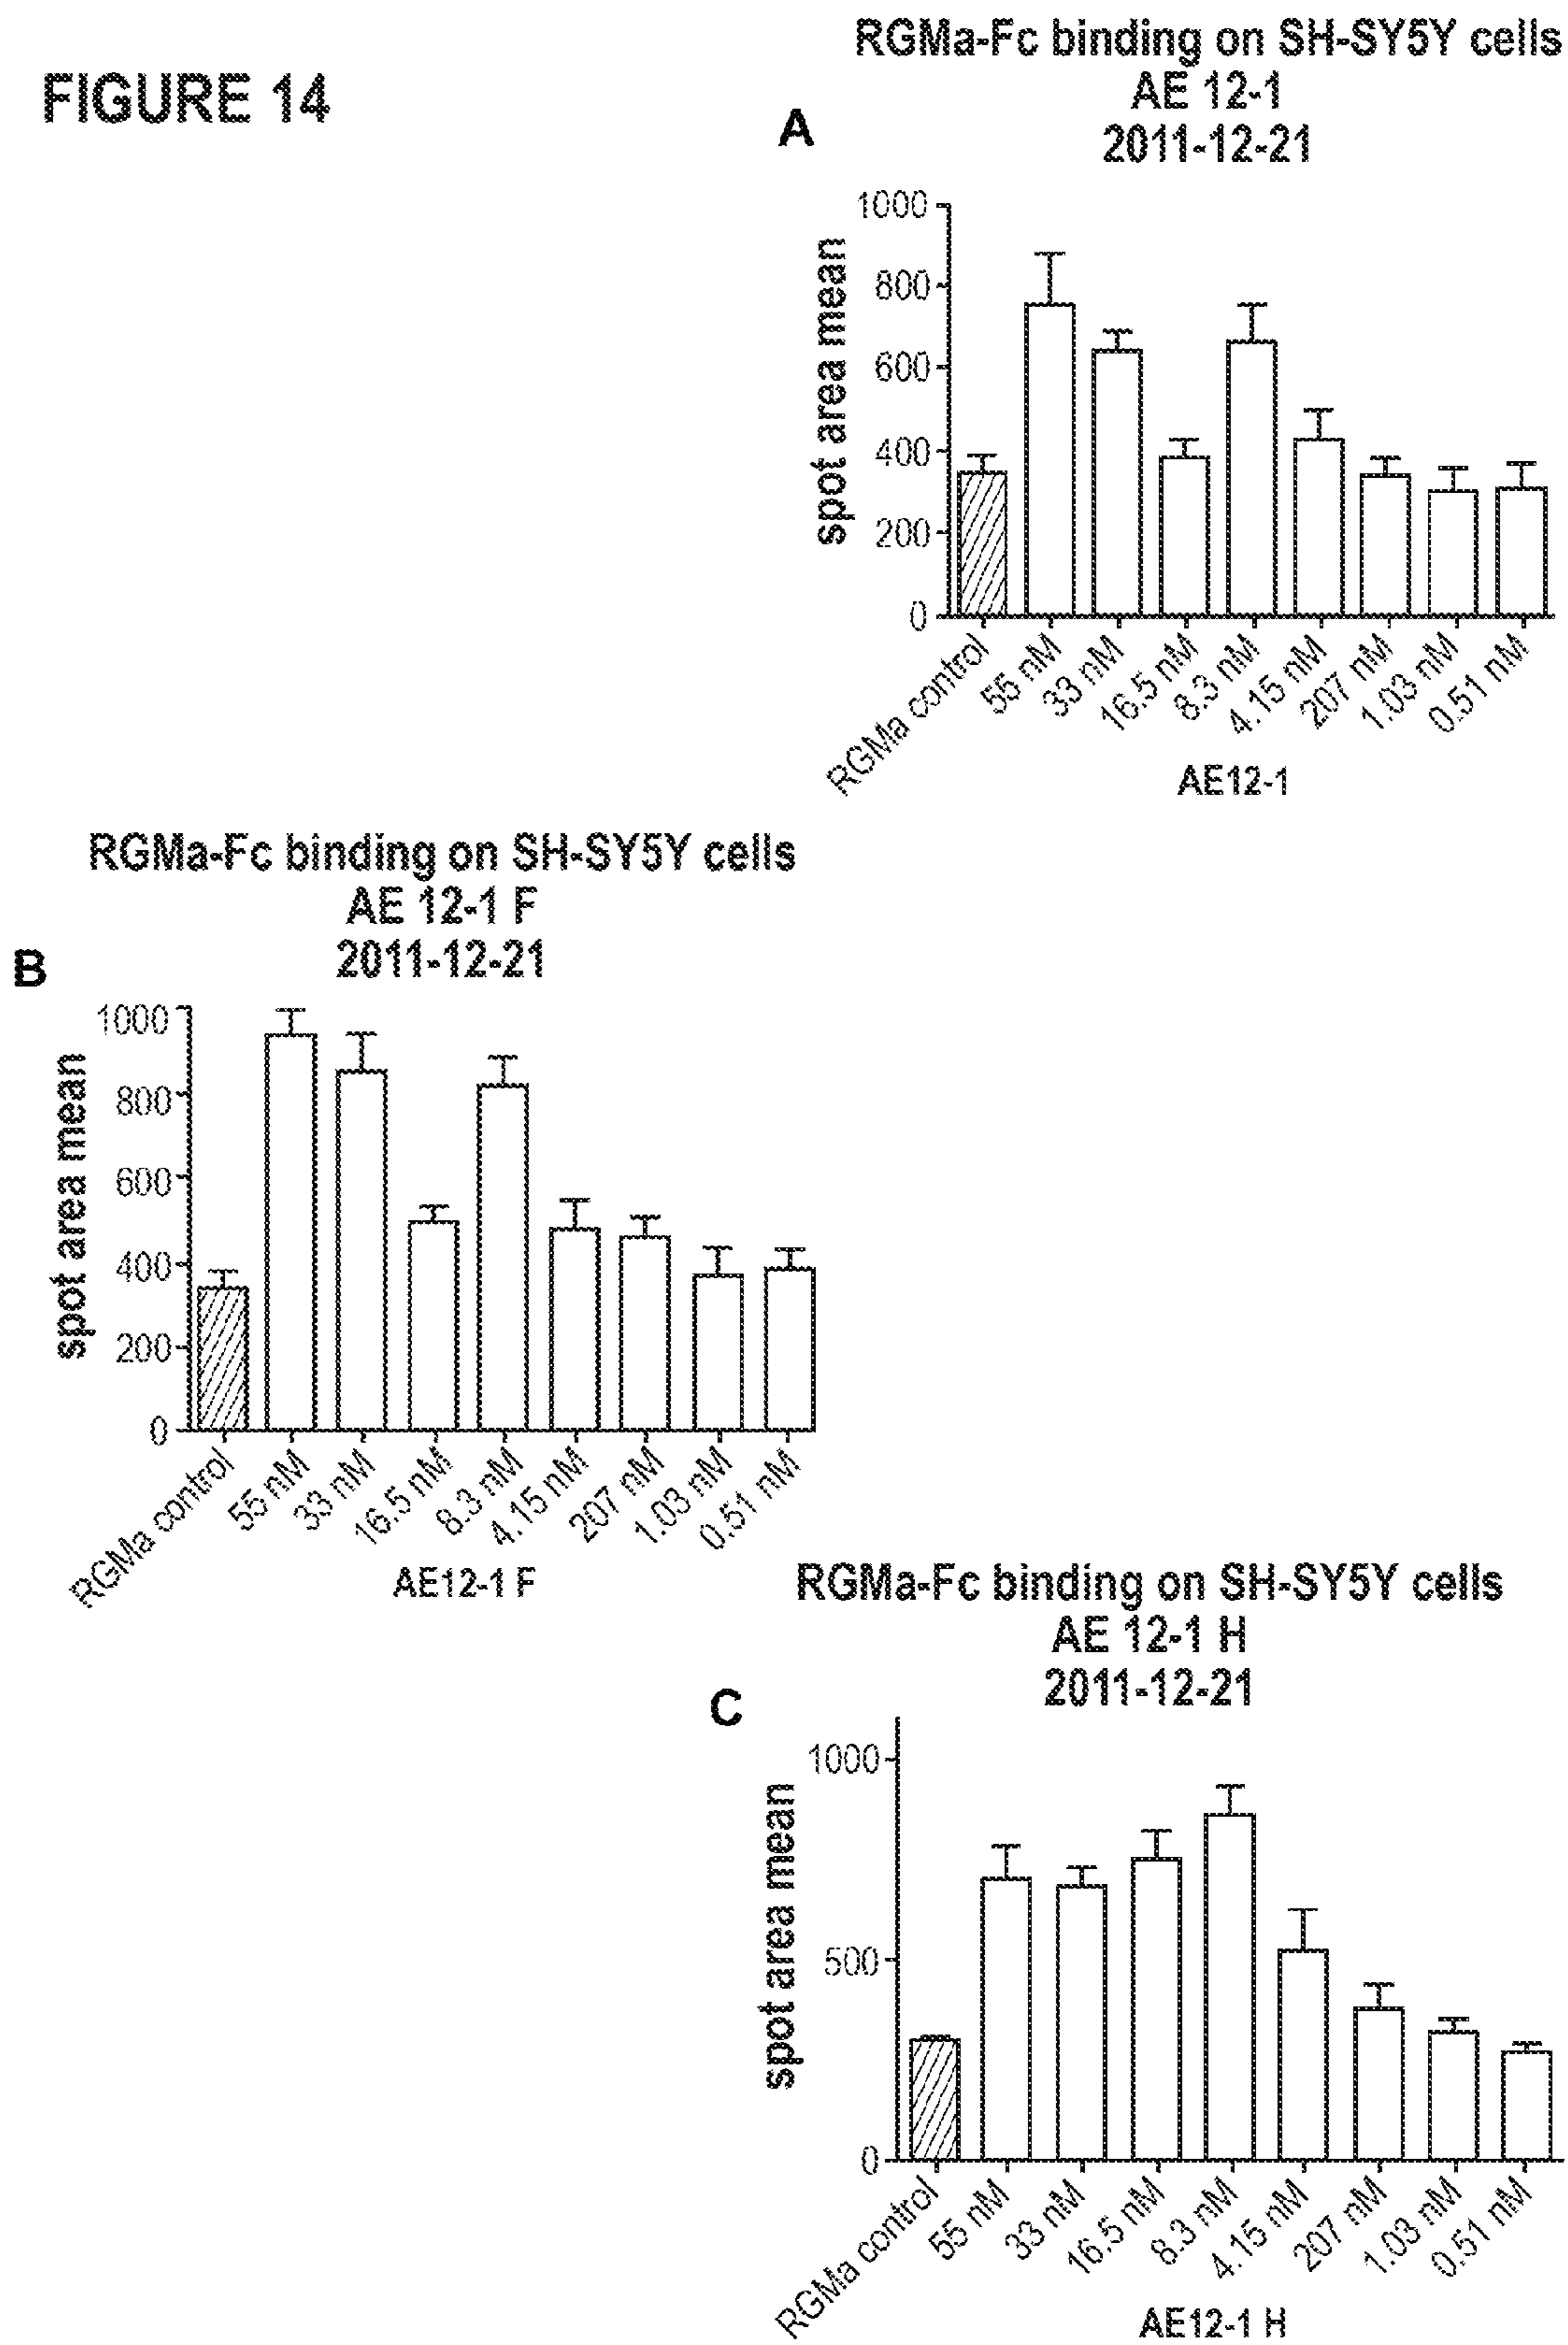 FIGURE 14
RGMa-Fc binding on SH-SY5Y cells
AE 12-1
2011-12-21
A
1000
800
600
400
200
0
spot area mean
RGMa control
55 nM
33 nM
16.5 nM
8.3 nM
4.15 nM
207 nM
1.03 nM
0.51 nM
AE12-1
RGMa-Fc binding on SH-SY5Y cells
AE 12-1 F
2011-12-21
B
1000
800
600
400
200
0
spot area mean
RGMa control
55 nM
33 nM
16.5 nM
8.3 nM
4.15 nM
207 nM
1.03 nM
0.51 nM
AE12-1 F
RGMa-Fc binding on SH-SY5Y cells
AE 12-1 H
2011-12-21
C
1000
500
0
spot area mean
RGMa control
55 nM
33 nM
16.5 nM
8.3 nM
4.15 nM
207 nM
1.03 nM
0.51 nM
AE12-1 H